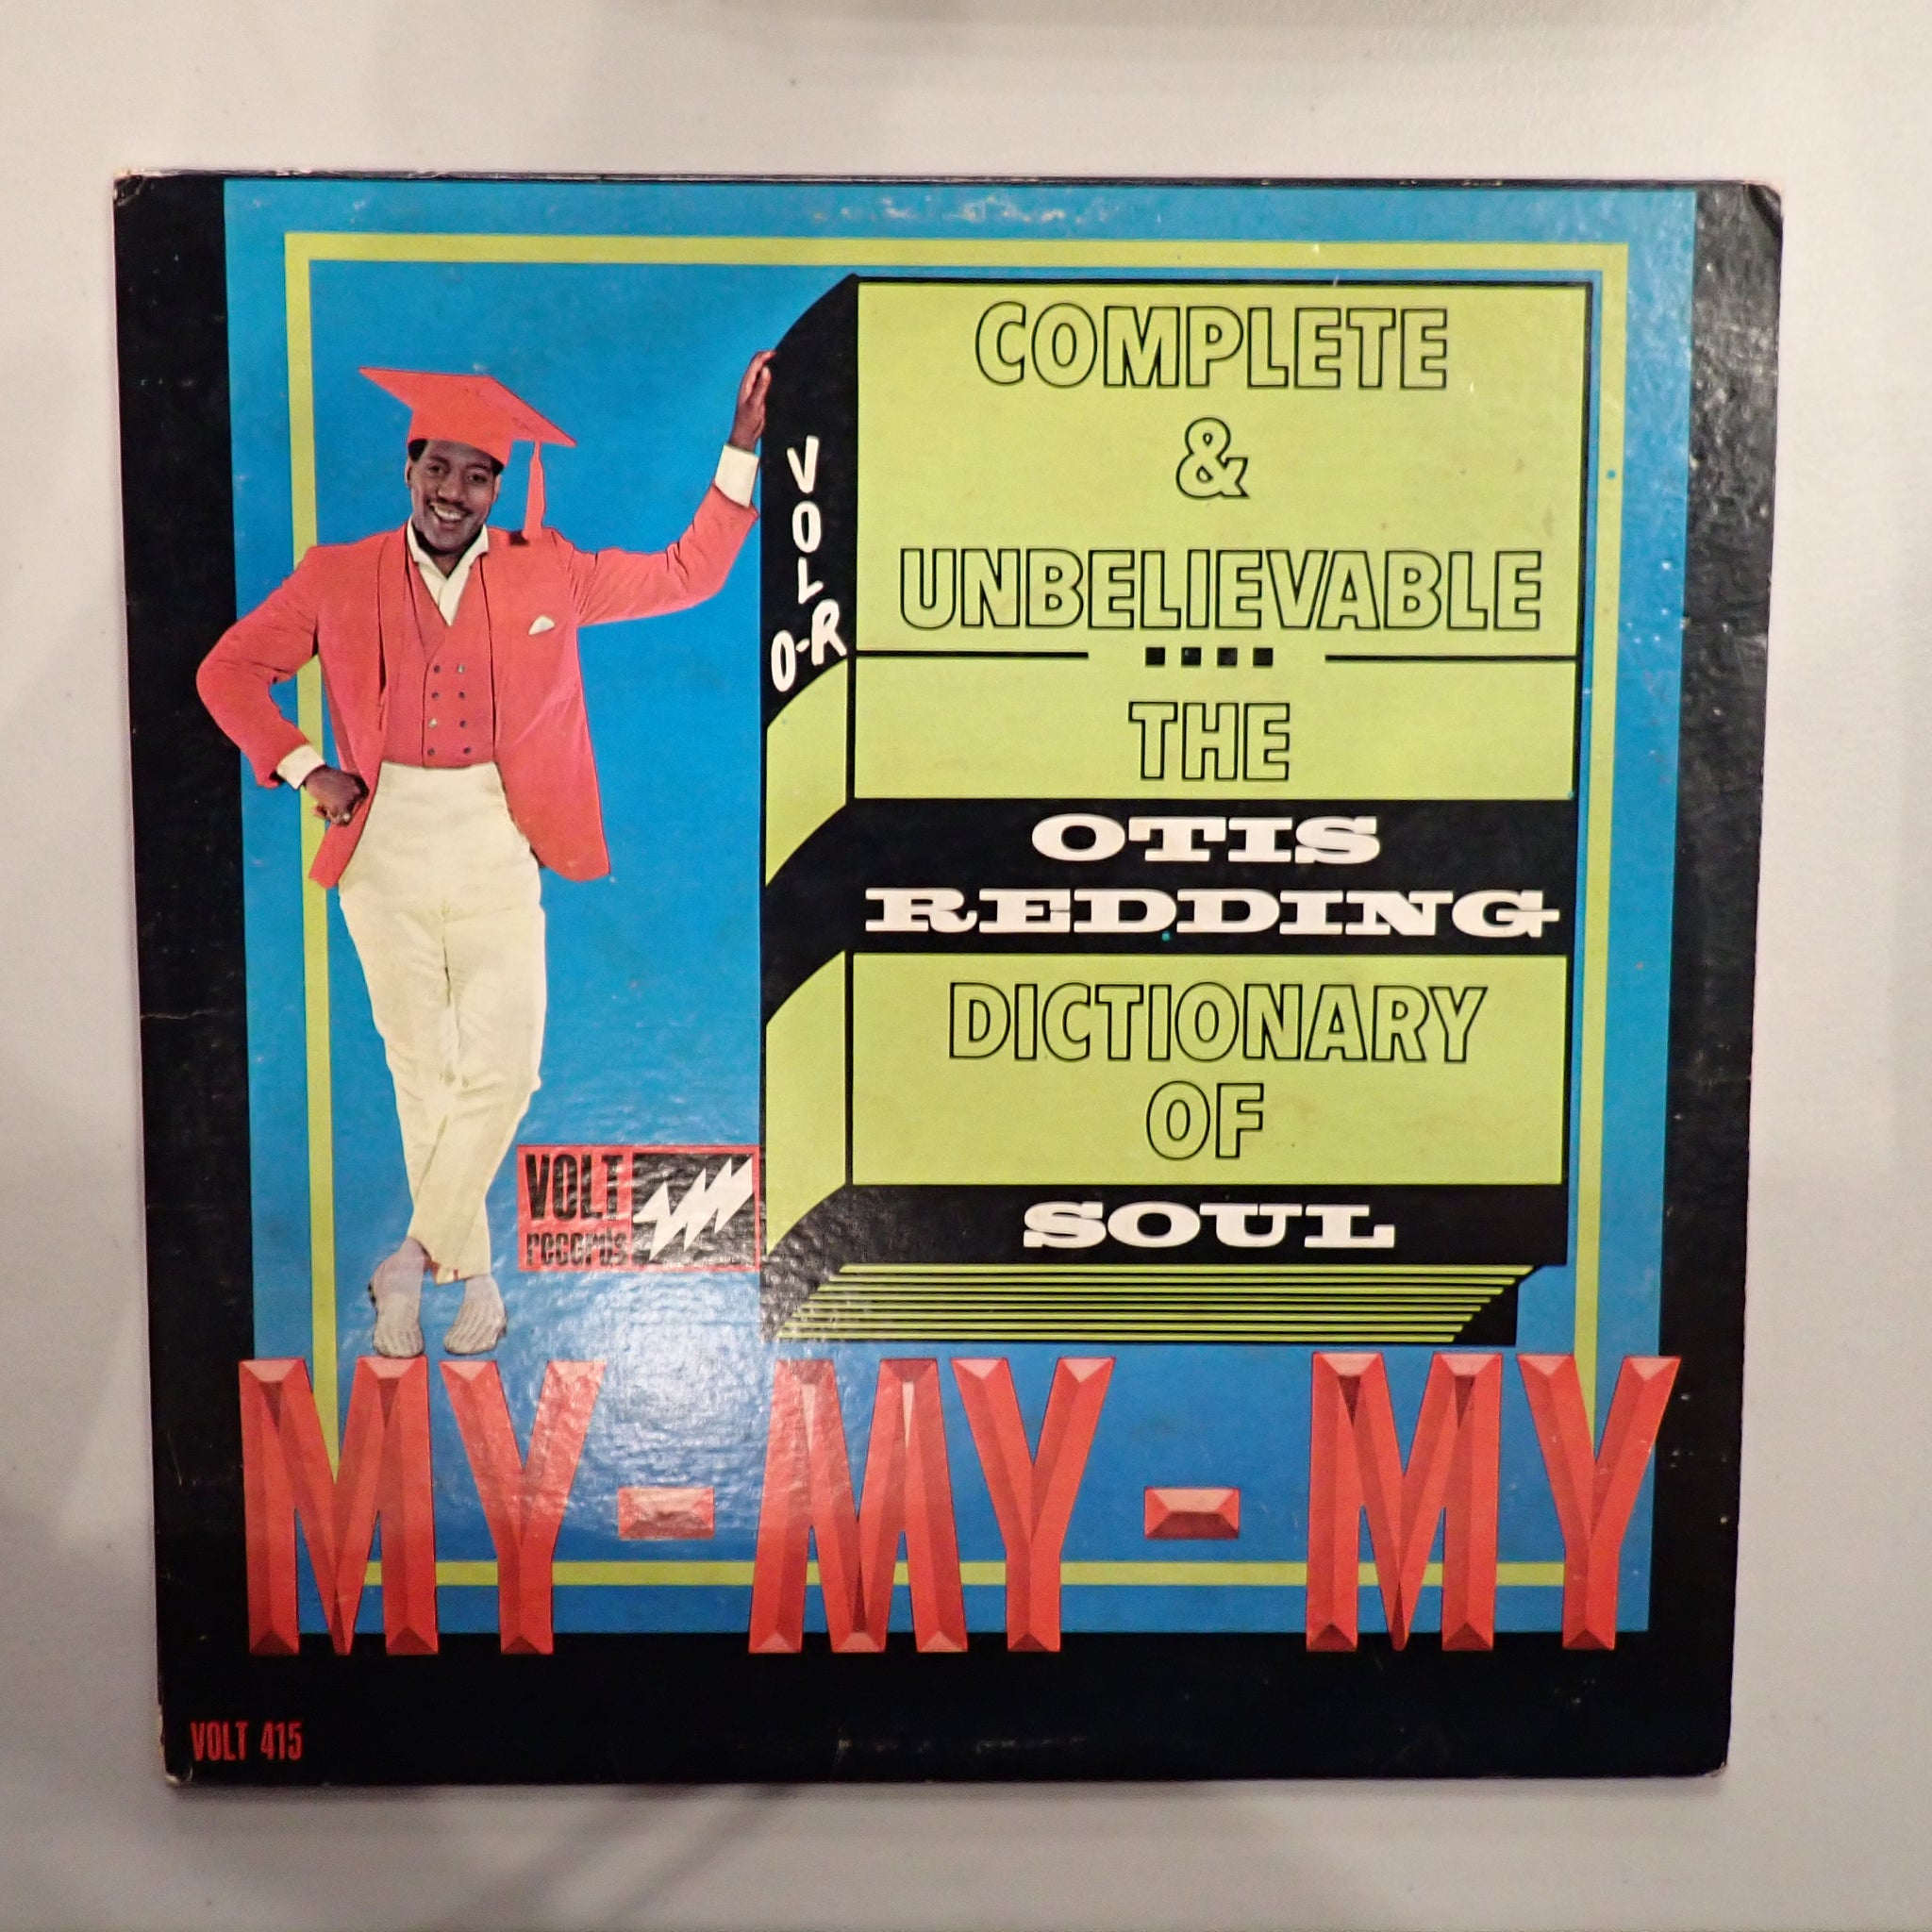 COMPLETE
&
UNBELIEVABLE
THE
OTIS
REDDING
DICTIONARY
OF
SOUL
VOL
O-R
VOLT
records
MY-MY-MY
VOLT 415